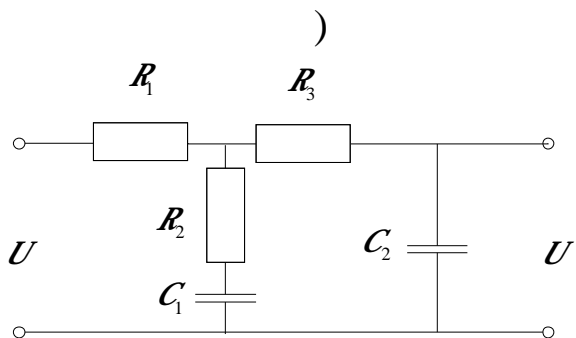 )
R₁
R₃
R₂
C₂
U
U
C₁